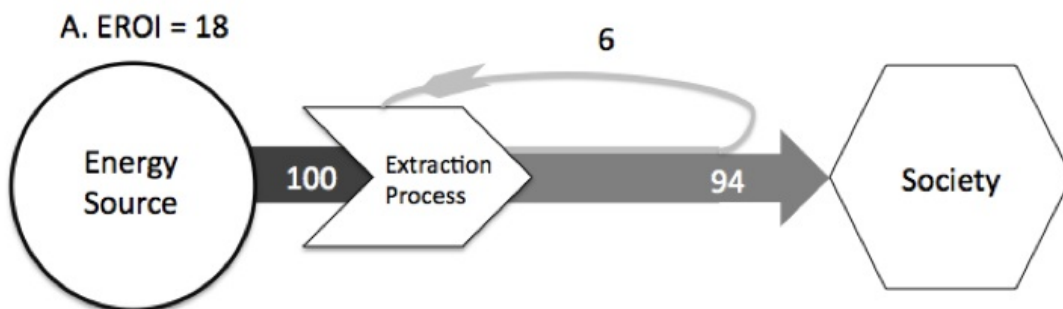 A. EROI = 18
6
Energy
Source
100
Extraction
Process
94
Society